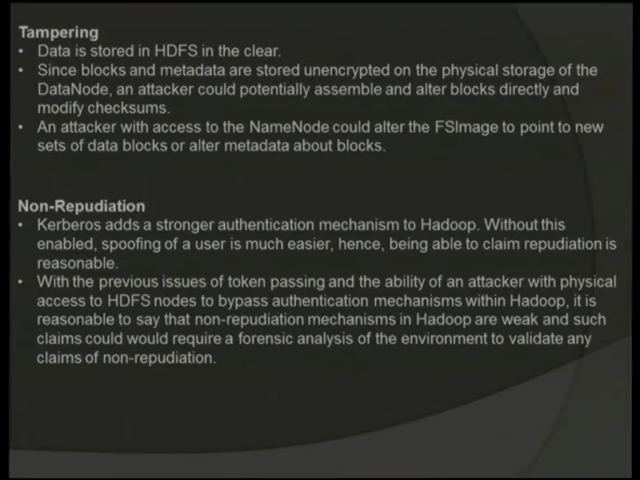 Tampering
• Data is stored in HDFS in the clear.
• Since blocks and metadata are stored unencrypted on the physical storage of the
DataNode, an attacker could potentially assemble and alter blocks directly and
modify checksums.
• An attacker with access to the NameNode could alter the FSImage to point to new
sets of data blocks or alter metadata about blocks.
Non-Repudiation
• Kerberos adds a stronger authentication mechanism to Hadoop. Without this
enabled, spoofing of a user is much easier, hence, being able to claim repudiation is
reasonable.
• With the previous issues of token passing and the ability of an attacker with physical
access to HDFS nodes to bypass authentication mechanisms within Hadoop, it is
reasonable to say that non-repudiation mechanisms in Hadoop are weak and such
claims could would require a forensic analysis of the environment to validate any
claims of non-repudiation.